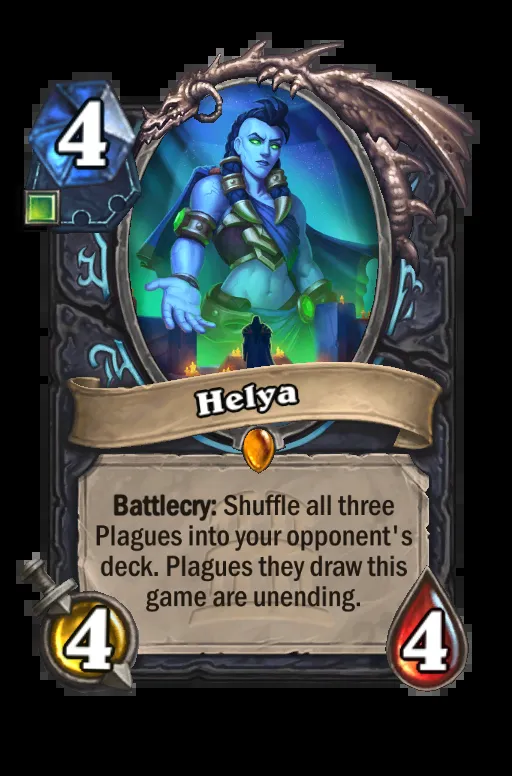 4
Helya
Battlecry: Shuffle all three
Plagues into your opponent's
deck. Plagues they draw this
game are unending.
4
4